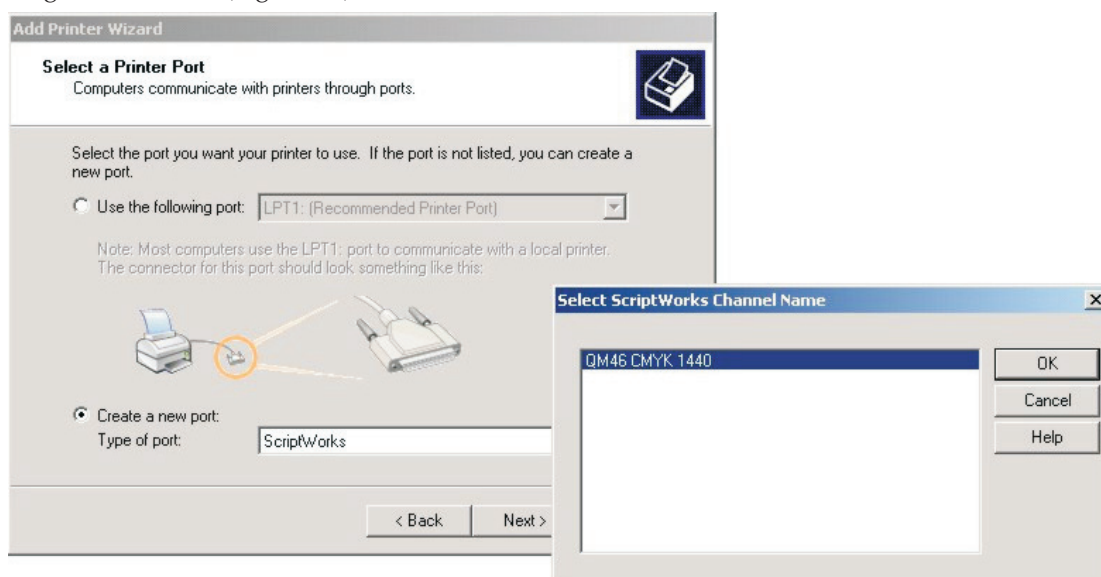 Add Printer Wizard
Select a Printer Port
Computers communicate with printers through ports.
Select the port you want your printer to use. If the port is not listed, you can create a
new port.
Use the following port: LPT1: (Recommended Printer Port)
Note: Most computers use the LPT1: port to communicate with a local printer.
The connector for this port should look something like this:
Create a new port:
Type of port: ScriptWorks
< Back Next >
Select ScriptWorks Channel Name
QM46 CMYK 1440
OK
Cancel
Help